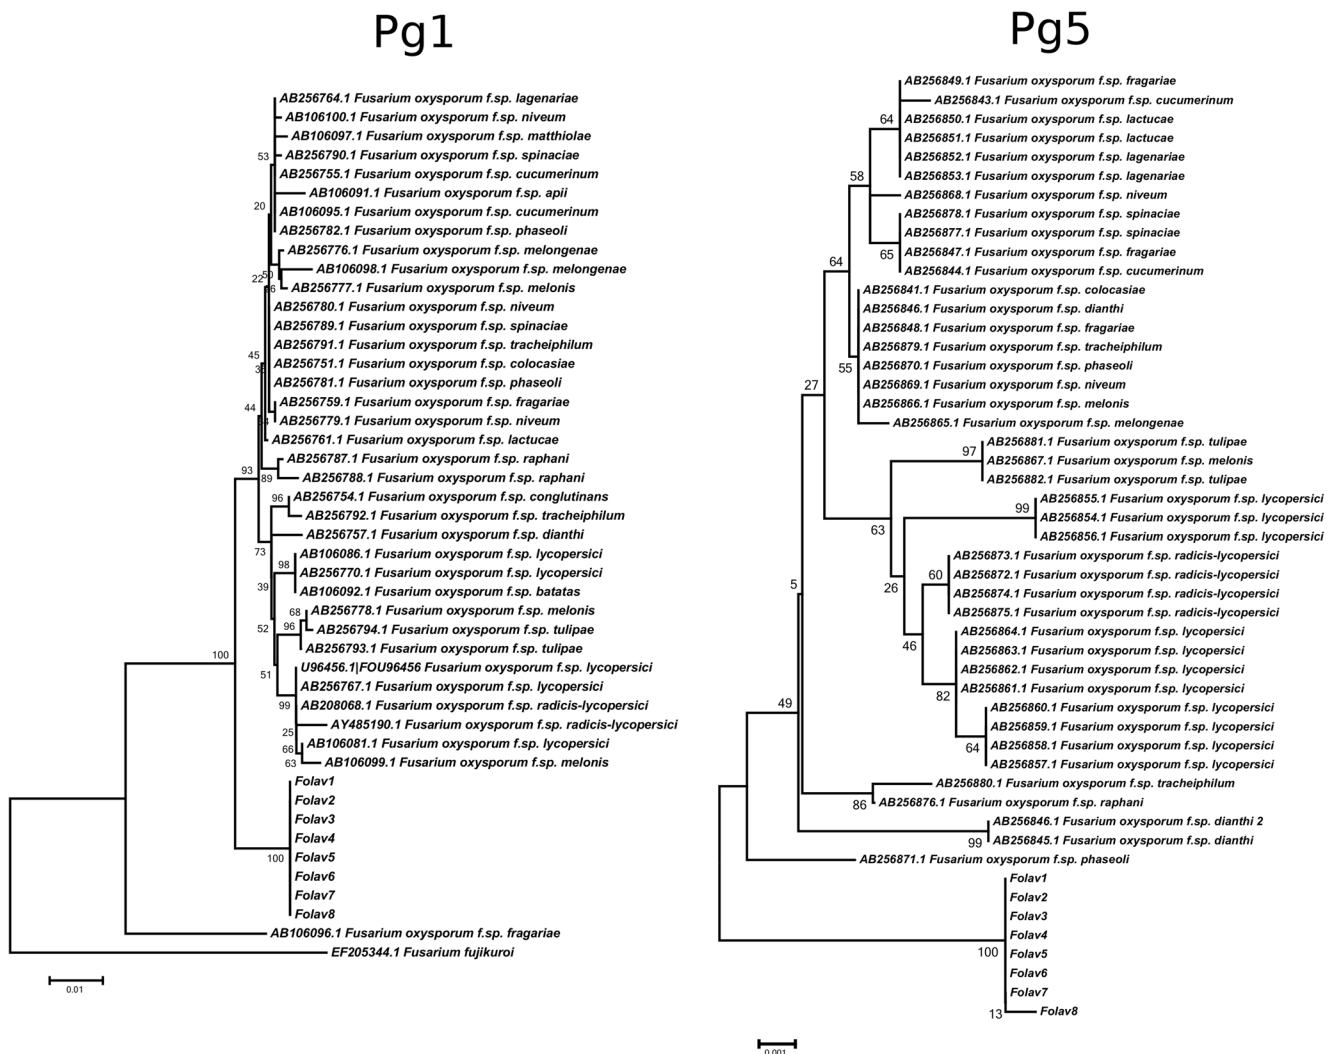 Pg1
AB256764.1 Fusarium oxysporum f.sp. lagenariae
AB106100.1 Fusarium oxysporum f.sp. niveum
AB106097.1 Fusarium oxysporum f.sp. matthiolae
53
AB256790.1 Fusarium oxysporum f.sp. spinaciae
AB256755.1 Fusarium oxysporum f.sp. cucumerinum
AB106091.1 Fusarium oxysporum f.sp. apii
20
AB106095.1 Fusarium oxysporum f.sp. cucumerinum
AB256782.1 Fusarium oxysporum f.sp. phaseoli
AB256776.1 Fusarium oxysporum f.sp. melongenae
AB106098.1 Fusarium oxysporum f.sp. melongenae
22
AB256777.1 Fusarium oxysporum f.sp. melonis
AB256780.1 Fusarium oxysporum f.sp. niveum
AB256789.1 Fusarium oxysporum f.sp. spinaciae
AB256791.1 Fusarium oxysporum f.sp. tracheiphilum
45
AB256751.1 Fusarium oxysporum f.sp. colocasiae
AB256781.1 Fusarium oxysporum f.sp. phaseoli
AB256759.1 Fusarium oxysporum f.sp. fragariae
44
AB256779.1 Fusarium oxysporum f.sp. niveum
AB256761.1 Fusarium oxysporum f.sp. lactucae
AB256787.1 Fusarium oxysporum f.sp. raphani
93
89
AB256788.1 Fusarium oxysporum f.sp. raphani
96
AB256754.1 Fusarium oxysporum f.sp. conglutinans
AB256792.1 Fusarium oxysporum f.sp. tracheiphilum
AB256757.1 Fusarium oxysporum f.sp. dianthi
73
AB106086.1 Fusarium oxysporum f.sp. lycopersici
98
AB256770.1 Fusarium oxysporum f.sp. lycopersici
39
AB106092.1 Fusarium oxysporum f.sp. batatas
68
AB256778.1 Fusarium oxysporum f.sp. melonis
52
96
AB256794.1 Fusarium oxysporum f.sp. tulipae
AB256793.1 Fusarium oxysporum f.sp. tulipae
100
U96456.1|FOU96456 Fusarium oxysporum f.sp. lycopersici
51
AB256767.1 Fusarium oxysporum f.sp. lycopersici
99
AB208068.1 Fusarium oxysporum f.sp. radicis-lycopersici
AY485190.1 Fusarium oxysporum f.sp. radicis-lycopersici
25
AB106081.1 Fusarium oxysporum f.sp. lycopersici
66
63
AB106099.1 Fusarium oxysporum f.sp. melonis
Folav1
Folav2
Folav3
Folav4
100
Folav5
Folav6
Folav7
Folav8
AB106096.1 Fusarium oxysporum f.sp. fragariae
EF205344.1 Fusarium fujikuroi
0.01
Pg5
AB256849.1 Fusarium oxysporum f.sp. fragariae
AB256843.1 Fusarium oxysporum f.sp. cucumerinum
64
AB256850.1 Fusarium oxysporum f.sp. lactucae
AB256851.1 Fusarium oxysporum f.sp. lactucae
AB256852.1 Fusarium oxysporum f.sp. lagenariae
58
AB256853.1 Fusarium oxysporum f.sp. lagenariae
AB256868.1 Fusarium oxysporum f.sp. niveum
AB256878.1 Fusarium oxysporum f.sp. spinaciae
AB256877.1 Fusarium oxysporum f.sp. spinaciae
65
AB256847.1 Fusarium oxysporum f.sp. fragariae
64
AB256844.1 Fusarium oxysporum f.sp. cucumerinum
AB256841.1 Fusarium oxysporum f.sp. colocasiae
AB256846.1 Fusarium oxysporum f.sp. dianthi
AB256848.1 Fusarium oxysporum f.sp. fragariae
AB256879.1 Fusarium oxysporum f.sp. tracheiphilum
55
AB256870.1 Fusarium oxysporum f.sp. phaseoli
27
AB256869.1 Fusarium oxysporum f.sp. niveum
AB256866.1 Fusarium oxysporum f.sp. melonis
AB256865.1 Fusarium oxysporum f.sp. melongenae
AB256881.1 Fusarium oxysporum f.sp. tulipae
97
AB256867.1 Fusarium oxysporum f.sp. melonis
AB256882.1 Fusarium oxysporum f.sp. tulipae
AB256855.1 Fusarium oxysporum f.sp. lycopersici
99
AB256854.1 Fusarium oxysporum f.sp. lycopersici
63
AB256856.1 Fusarium oxysporum f.sp. lycopersici
AB256873.1 Fusarium oxysporum f.sp. radicis-lycopersici
60
AB256872.1 Fusarium oxysporum f.sp. radicis-lycopersici
5
26
AB256874.1 Fusarium oxysporum f.sp. radicis-lycopersici
AB256875.1 Fusarium oxysporum f.sp. radicis-lycopersici
AB256864.1 Fusarium oxysporum f.sp. lycopersici
46
AB256863.1 Fusarium oxysporum f.sp. lycopersici
AB256862.1 Fusarium oxysporum f.sp. lycopersici
82
AB256861.1 Fusarium oxysporum f.sp. lycopersici
49
AB256860.1 Fusarium oxysporum f.sp. lycopersici
AB256859.1 Fusarium oxysporum f.sp. lycopersici
64
AB256858.1 Fusarium oxysporum f.sp. lycopersici
AB256857.1 Fusarium oxysporum f.sp. lycopersici
AB256880.1 Fusarium oxysporum f.sp. tracheiphilum
86
AB256876.1 Fusarium oxysporum f.sp. raphani
AB256846.1 Fusarium oxysporum f.sp. dianthi 2
99
AB256845.1 Fusarium oxysporum f.sp. dianthi
AB256871.1 Fusarium oxysporum f.sp. phaseoli
Folav1
Folav2
Folav3
Folav4
100
Folav5
Folav6
Folav7
13
Folav8
0.001